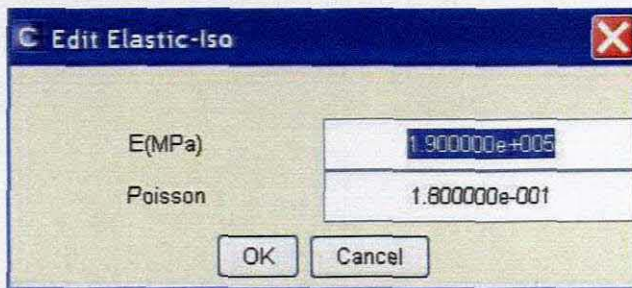 C Edit Elastic-Iso
E(MPa) 1.900000e+005
Poisson 1.800000e-001
OK Cancel